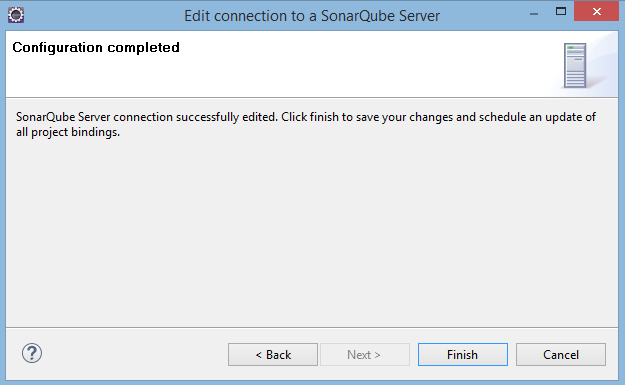 Edit connection to a SonarQube Server
Configuration completed
SonarQube Server connection successfully edited. Click finish to save your changes and schedule an update of
all project bindings.
?
< Back
Next >
Finish
Cancel